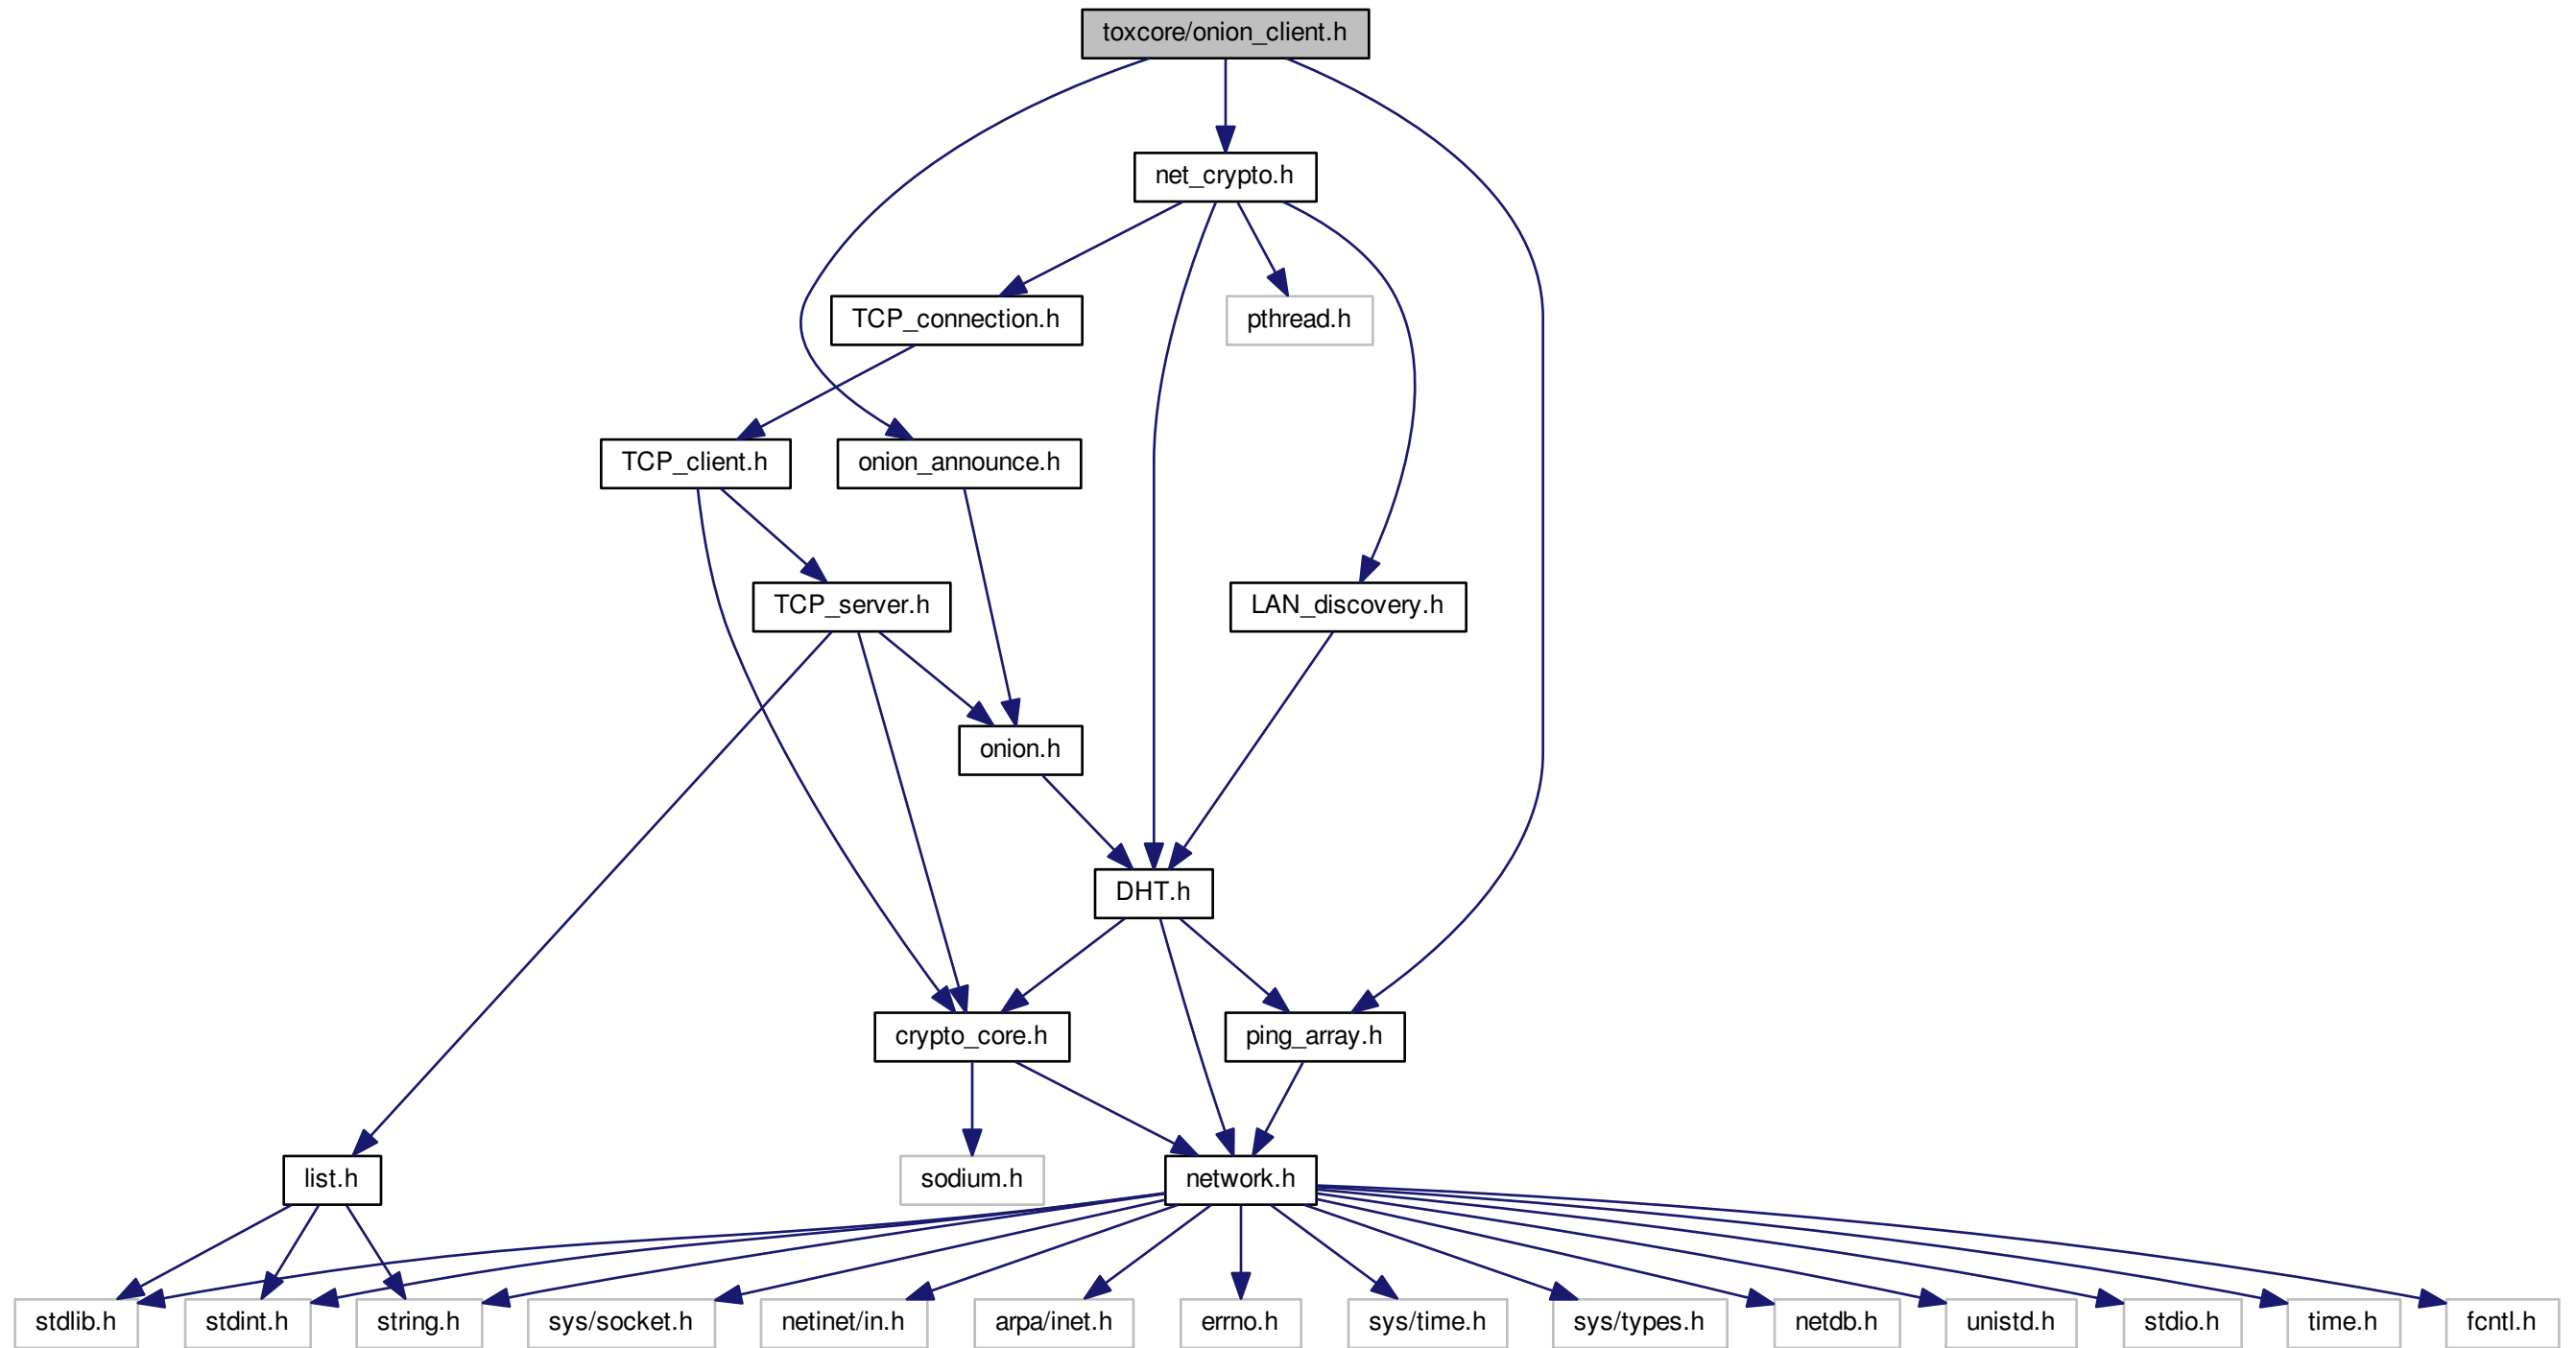 toxcore/onion_client.h
net_crypto.h
TCP_connection.h
pthread.h
TCP_client.h
onion_announce.h
TCP_server.h
LAN_discovery.h
onion.h
DHT.h
crypto_core.h
ping_array.h
list.h
sodium.h
network.h
stdlib.h
stdint.h
string.h
sys/socket.h
netinet/in.h
arpa/inet.h
errno.h
sys/time.h
sys/types.h
netdb.h
unistd.h
stdio.h
time.h
fcntl.h